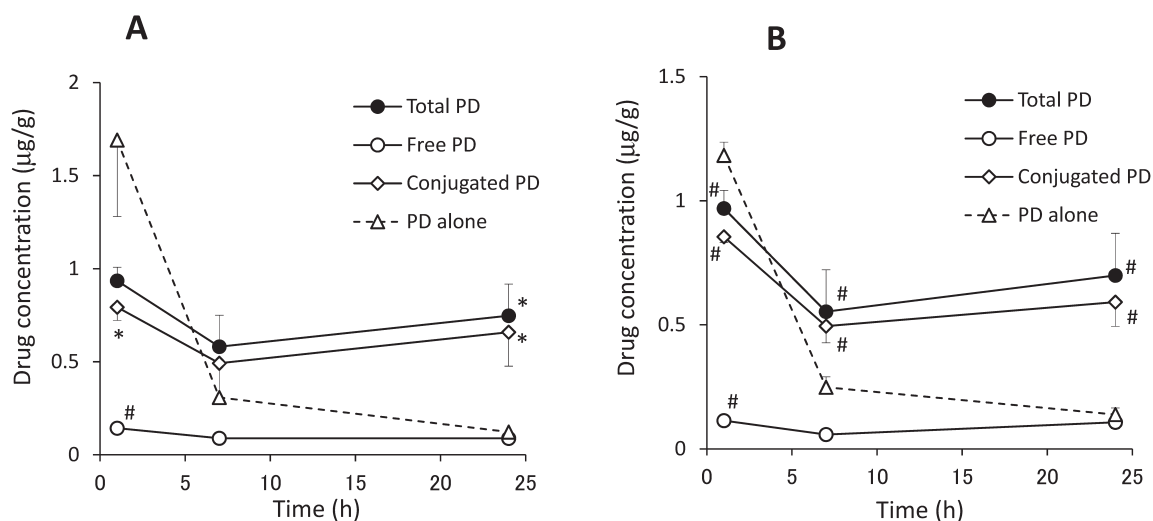 A
Drug concentration (μg/g)
2
1.5
1
0.5
0
Total PD
Free PD
Conjugated PD
PD alone
*
#
*
*
0 5 10 15 20 25
Time (h)
B
Drug concentration (μg/g)
1.5
1
0.5
0
Total PD
Free PD
Conjugated PD
PD alone
#
#
#
#
#
#
#
0 5 10 15 20 25
Time (h)